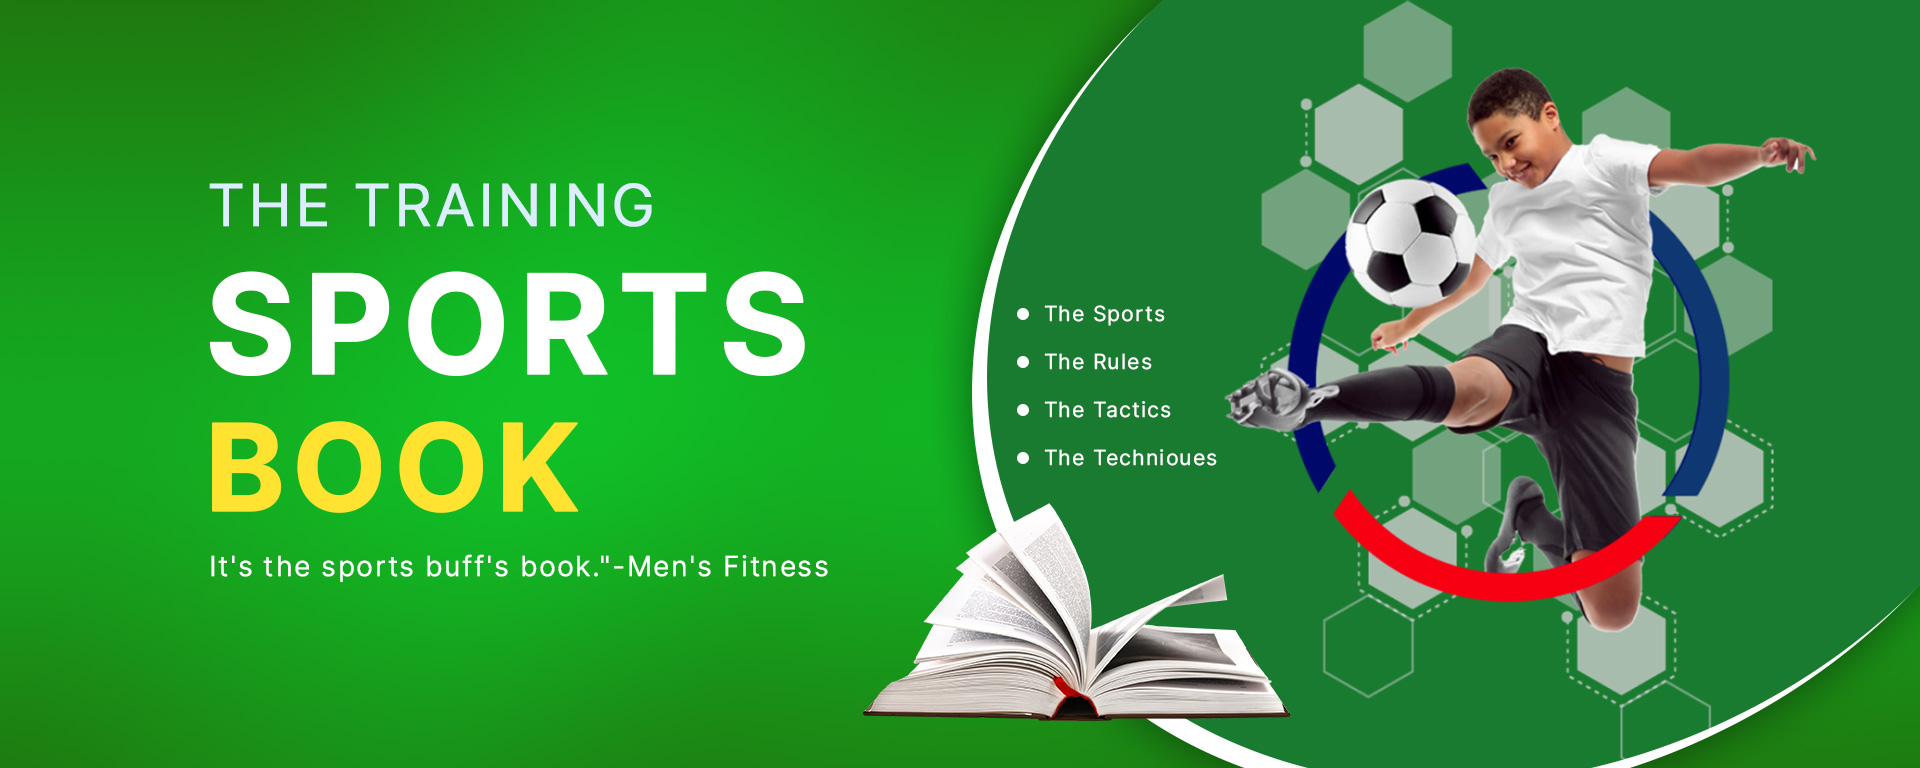 THE TRAINING
SPORTS
BOOK
It's the sports buff's book."-Men's Fitness
The Sports
The Rules
The Tactics
The Technioues